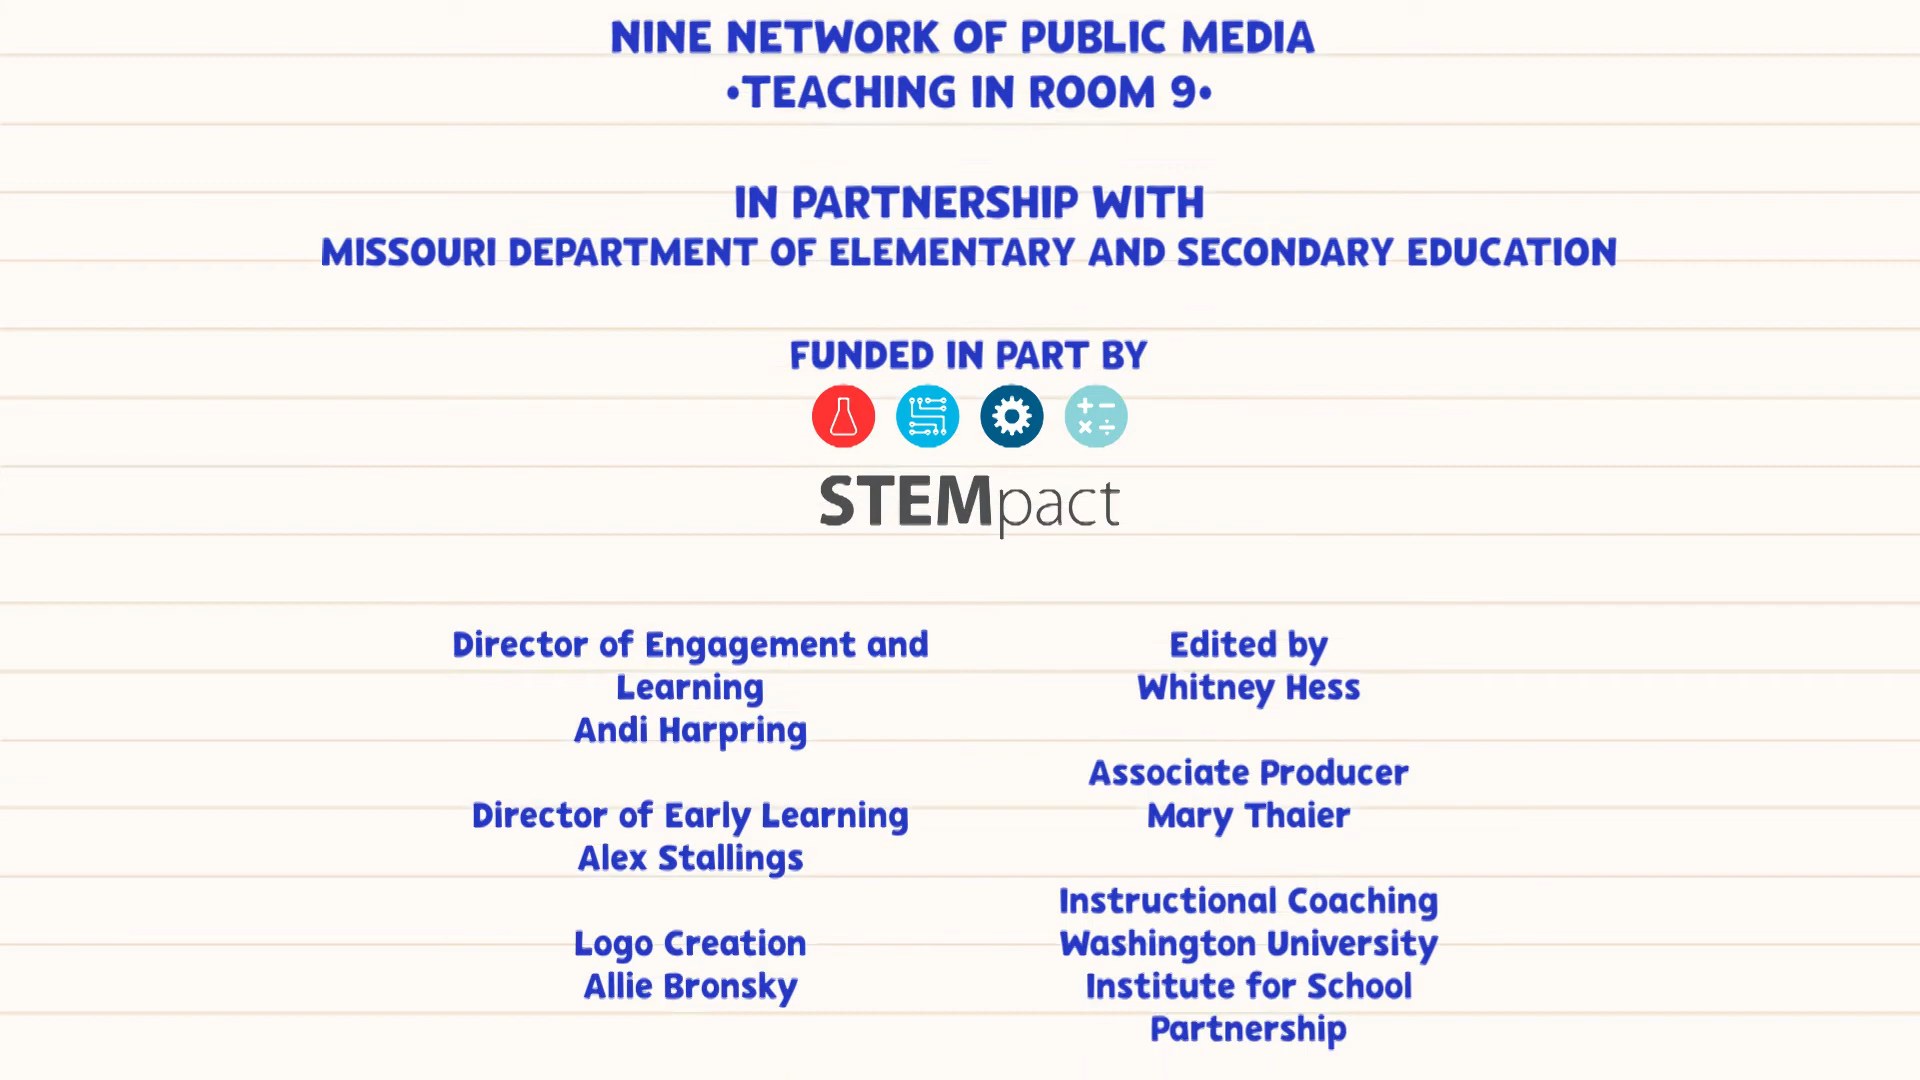 NINE NETWORK OF PUBLIC MEDIA
•TEACHING IN ROOM 9•
IN PARTNERSHIP WITH
MISSOURI DEPARTMENT OF ELEMENTARY AND SECONDARY EDUCATION
FUNDED IN PART BY
STEMpact
Director of Engagement and
Learning
Andi Harpring
Director of Early Learning
Alex Stallings
Logo Creation
Allie Bronsky
Edited by
Whitney Hess
Associate Producer
Mary Thaier
Instructional Coaching
Washington University
Institute for School
Partnership